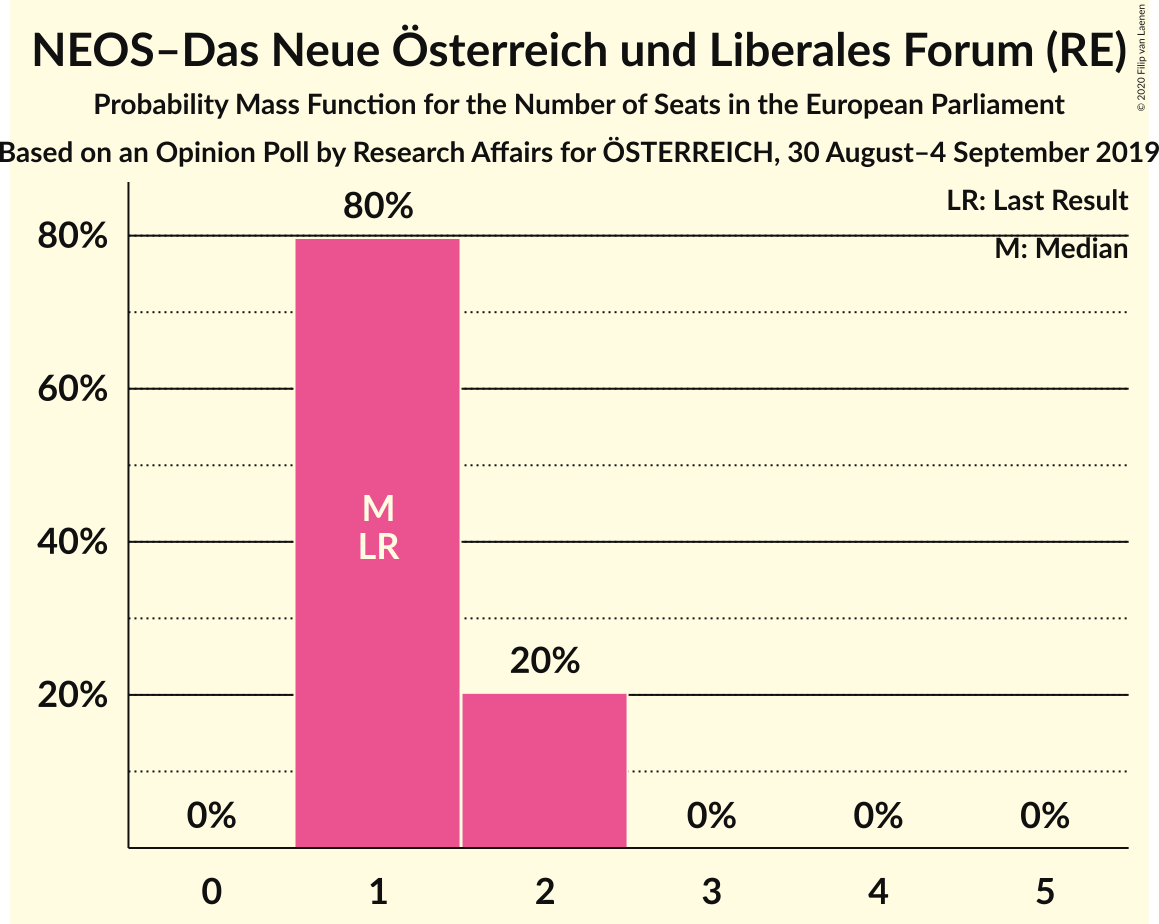 NEOS–Das Neue Österreich und Liberales Forum (RE)
Probability Mass Function for the Number of Seats in the European Parliament
Based on an Opinion Poll by Research Affairs for ÖSTERREICH, 30 August–4 September 2019
© 2020 Filip van Laenen
LR: Last Result
M: Median
80%
80%
60%
40%
20%
M
LR
20%
0%
0%
0%
0%
0
1
2
3
4
5